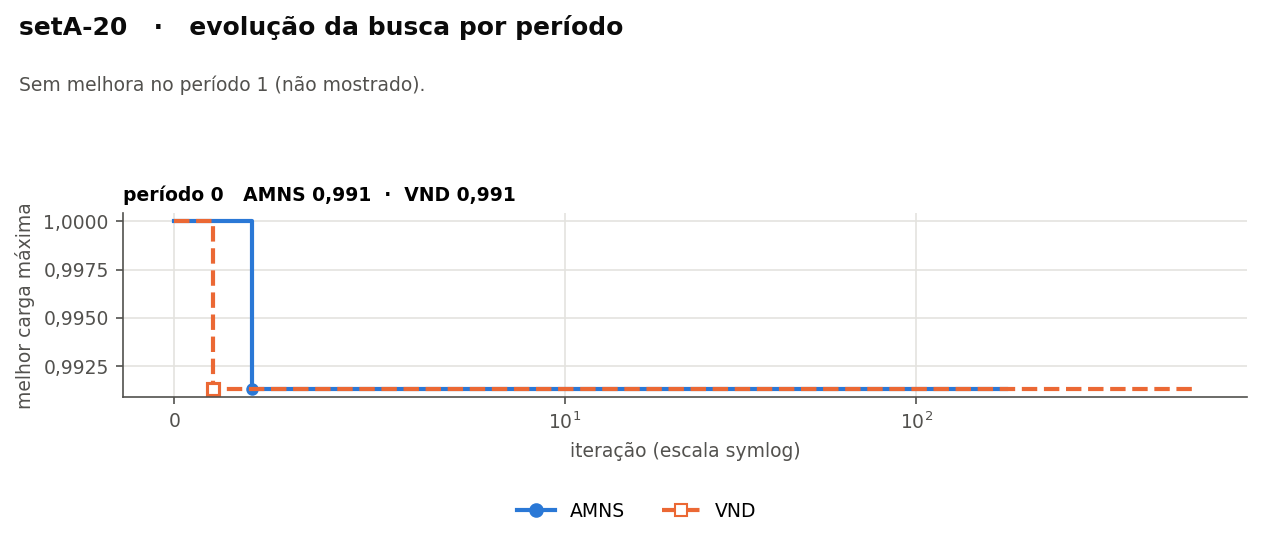 setA-20 · evolução da busca por período
Sem melhora no período 1 (não mostrado).
período 0 AMNS 0,991 · VND 0,991
melhor carga máxima
1,0000
0,9975
0,9950
0,9925
0
10¹
10²
iteração (escala symlog)
AMNS
VND